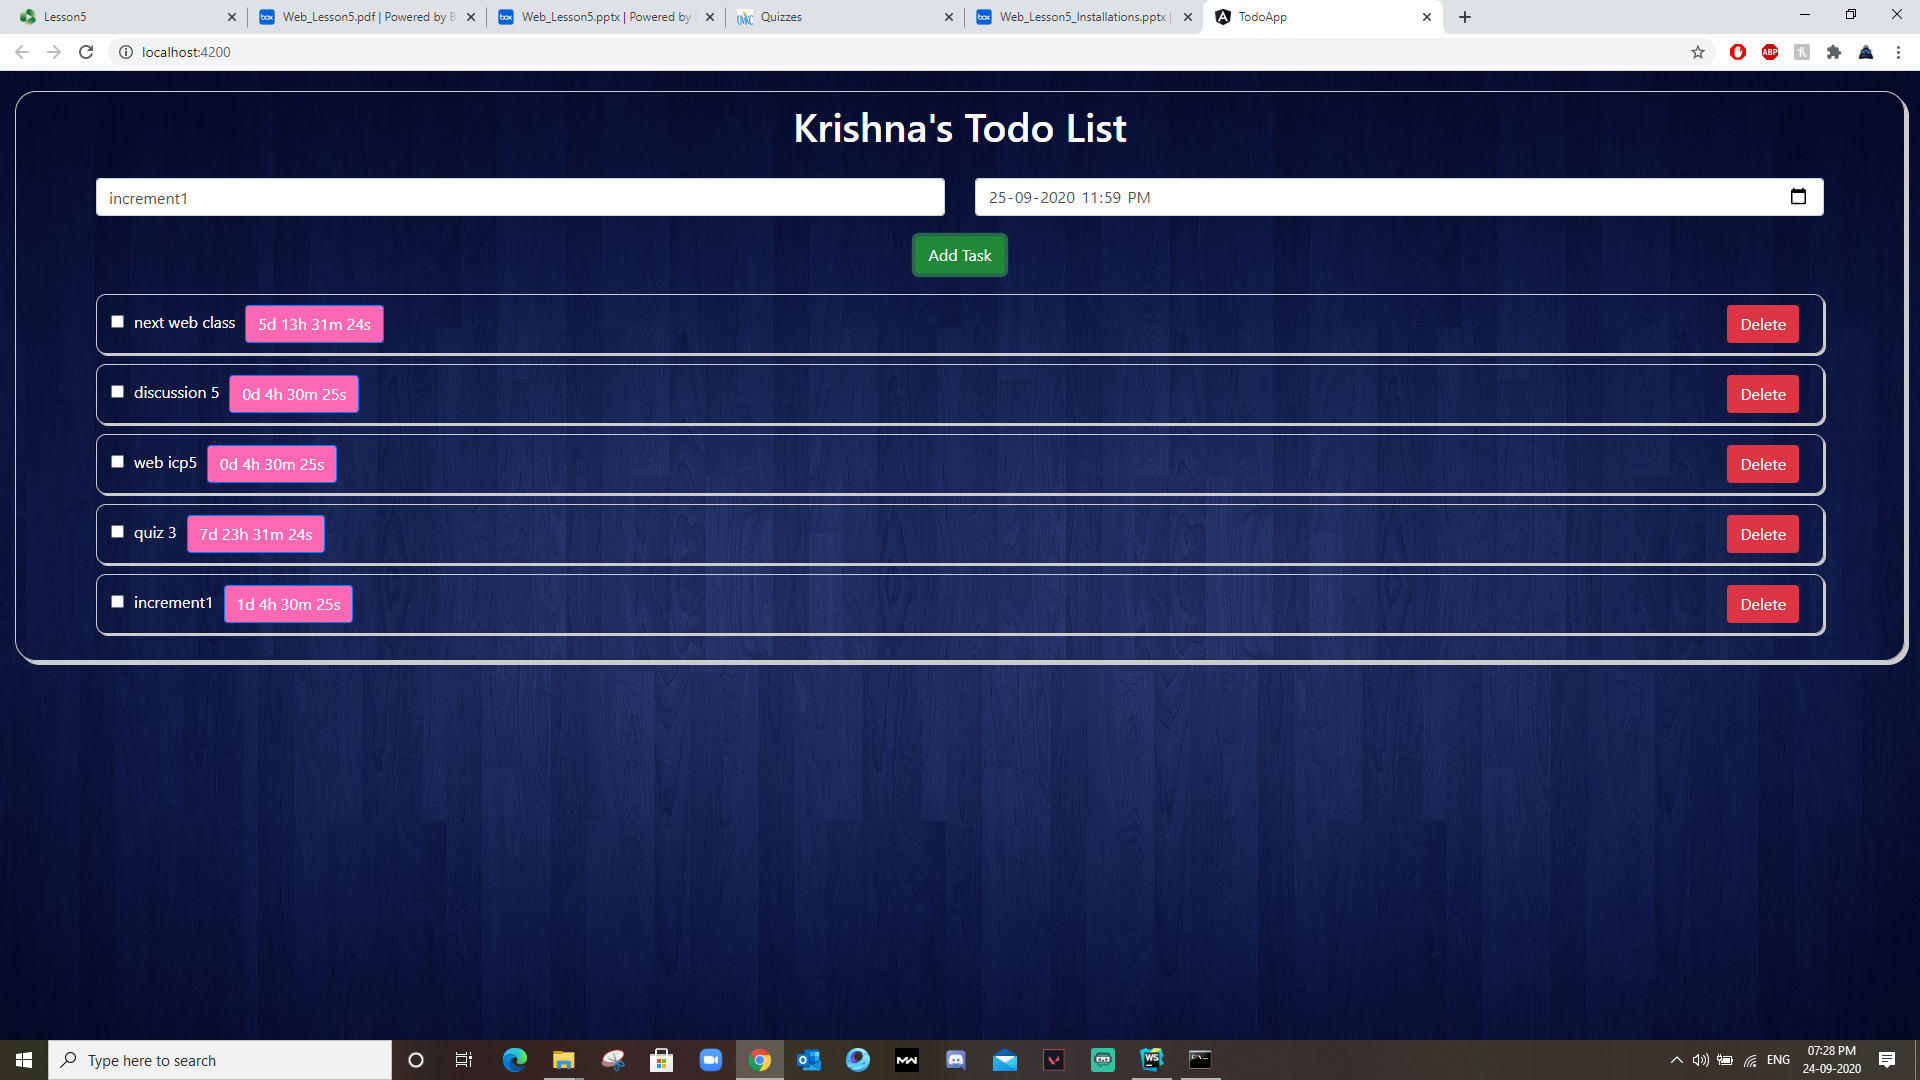 Lesson5
Web_Lesson5.pdf | Powered by B
Web_Lesson5.pptx | Powered by
Quizzes
Web_Lesson5_Installations.pptx |
TodoApp
localhost:4200
ABP
Krishna's Todo List
increment1
25-09-2020 11:59 PM
Add Task
next web class 5d 13h 31m 24s Delete
discussion 5 0d 4h 30m 25s Delete
web icp5 0d 4h 30m 25s Delete
quiz 3 7d 23h 31m 24s Delete
increment1 1d 4h 30m 25s Delete
Type here to search
ENG
07:28 PM
24-09-2020